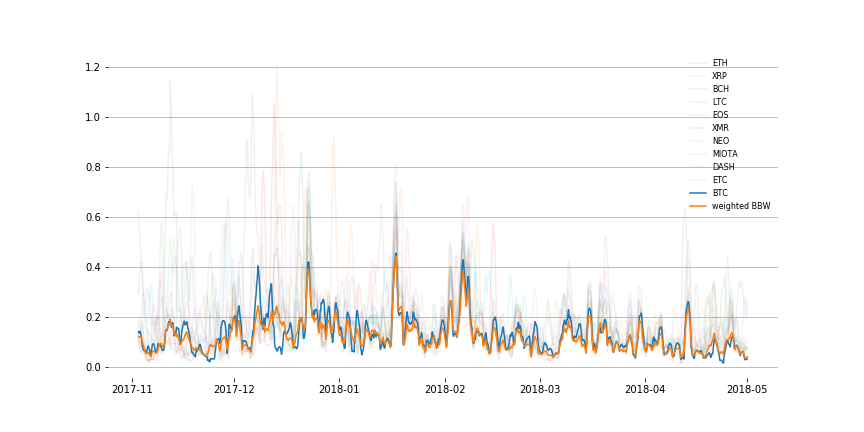 1.2
1.0
0.8
0.6
0.4
0.2
0.0
2017-11
2017-12
2018-01
2018-02
2018-03
2018-04
2018-05
ETH
XRP
BCH
LTC
EOS
XMR
NEO
MIOTA
DASH
ETC
BTC
weighted BBW